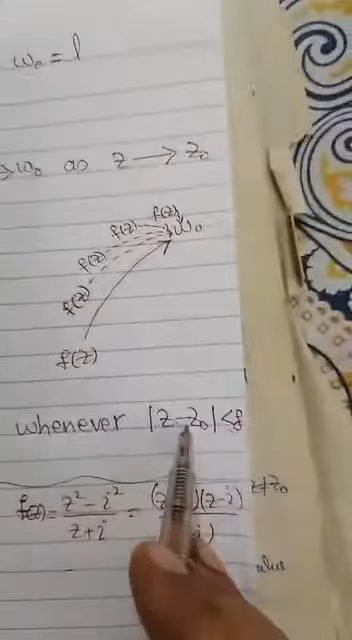 w₀ = l
→ w₀ as z → z₀
f(z) w₀
f(z)
f(z)
f(z)
f(z)
whenever |z-z₀| < δ
f(z) = (z² - i²)/(z + i) = (z-i) z ≠ z₀